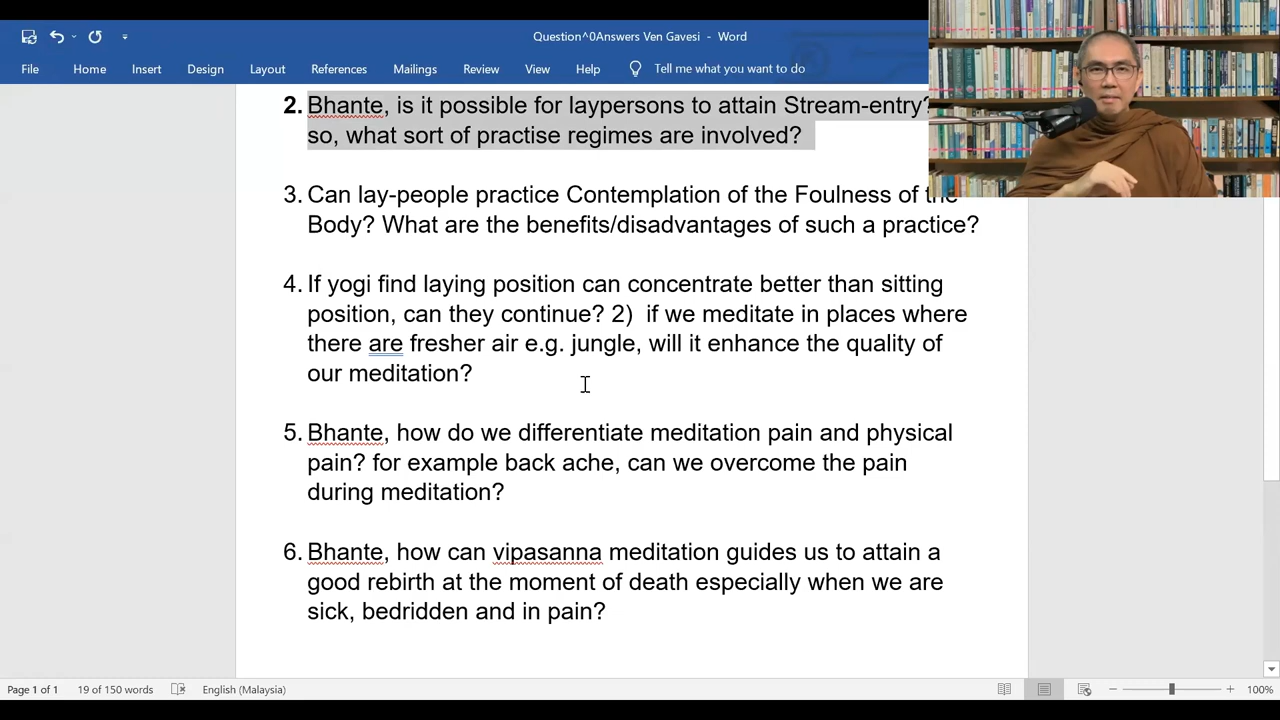 Question^0Answers Ven Gavesi - Word
File Home Insert Design Layout References Mailings Review View Help Tell me what you want to do
2. Bhante, is it possible for laypersons to attain Stream-entry?
so, what sort of practise regimes are involved?
3. Can lay-people practice Contemplation of the Foulness of the
Body? What are the benefits/disadvantages of such a practice?
4. If yogi find laying position can concentrate better than sitting
position, can they continue? 2) if we meditate in places where
there are fresher air e.g. jungle, will it enhance the quality of
our meditation?
5. Bhante, how do we differentiate meditation pain and physical
pain? for example back ache, can we overcome the pain
during meditation?
6. Bhante, how can vipasanna meditation guides us to attain a
good rebirth at the moment of death especially when we are
sick, bedridden and in pain?
Page 1 of 1 19 of 150 words English (Malaysia) 100%